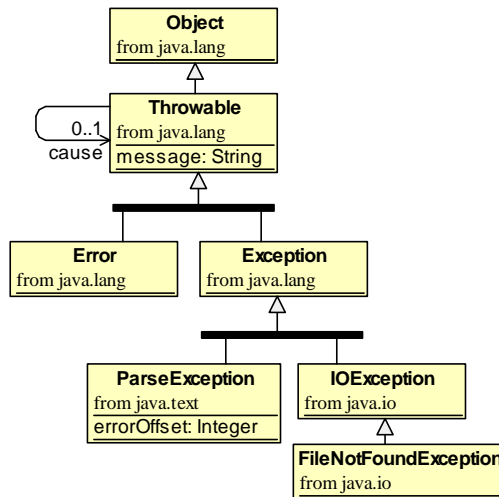 Object
from java.lang
Throwable
from java.lang
message: String
0..1
cause
Error
from java.lang
Exception
from java.lang
ParseException
from java.text
errorOffset: Integer
IOException
from java.io
FileNotFoundException
from java.io